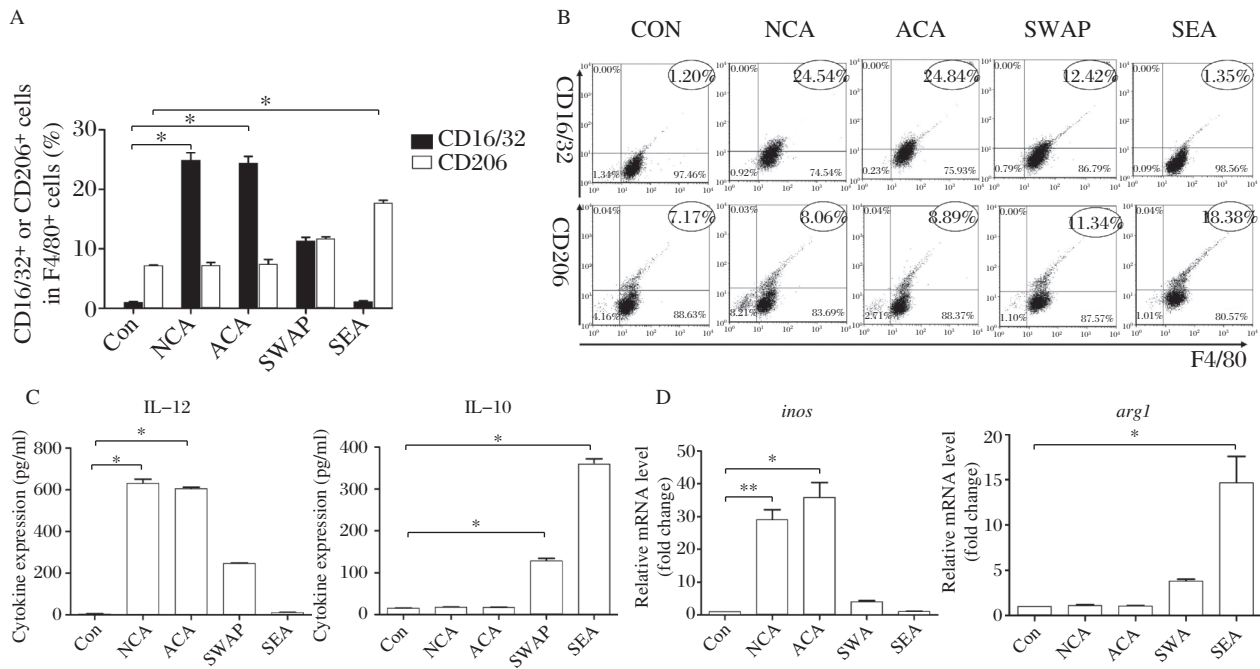 A
CD16/32+ or CD206+ cells
in F4/80+ cells (%)
30
20
10
0
*
*
*
CD16/32
CD206
Con
NCA
ACA
SWAP
SEA
B
CON
NCA
ACA
SWAP
SEA
CD16/32
0.00%
1.20%
1.34%
97.46%
0.00%
24.54%
0.92%
74.54%
0.00%
24.84%
0.23%
75.93%
0.00%
12.42%
0.79%
86.79%
0.00%
1.35%
0.09%
98.56%
CD206
0.04%
7.17%
4.16%
88.63%
0.03%
8.06%
8.21%
83.69%
0.04%
8.89%
2.71%
88.37%
0.00%
11.34%
1.10%
87.57%
0.04%
18.38%
1.01%
80.57%
F4/80
C
IL-12
Cytokine expression (pg/ml)
800
600
400
200
0
*
*
Con
NCA
ACA
SWAP
SEA
IL-10
Cytokine expression (pg/ml)
400
300
200
100
0
*
*
Con
NCA
ACA
SWAP
SEA
D
inos
Relative mRNA level
(fold change)
50
40
30
20
10
0
*
**
Con
NCA
ACA
SWA
SEA
arg1
Relative mRNA level
(fold change)
20
15
10
5
0
*
Con
NCA
ACA
SWA
SEA